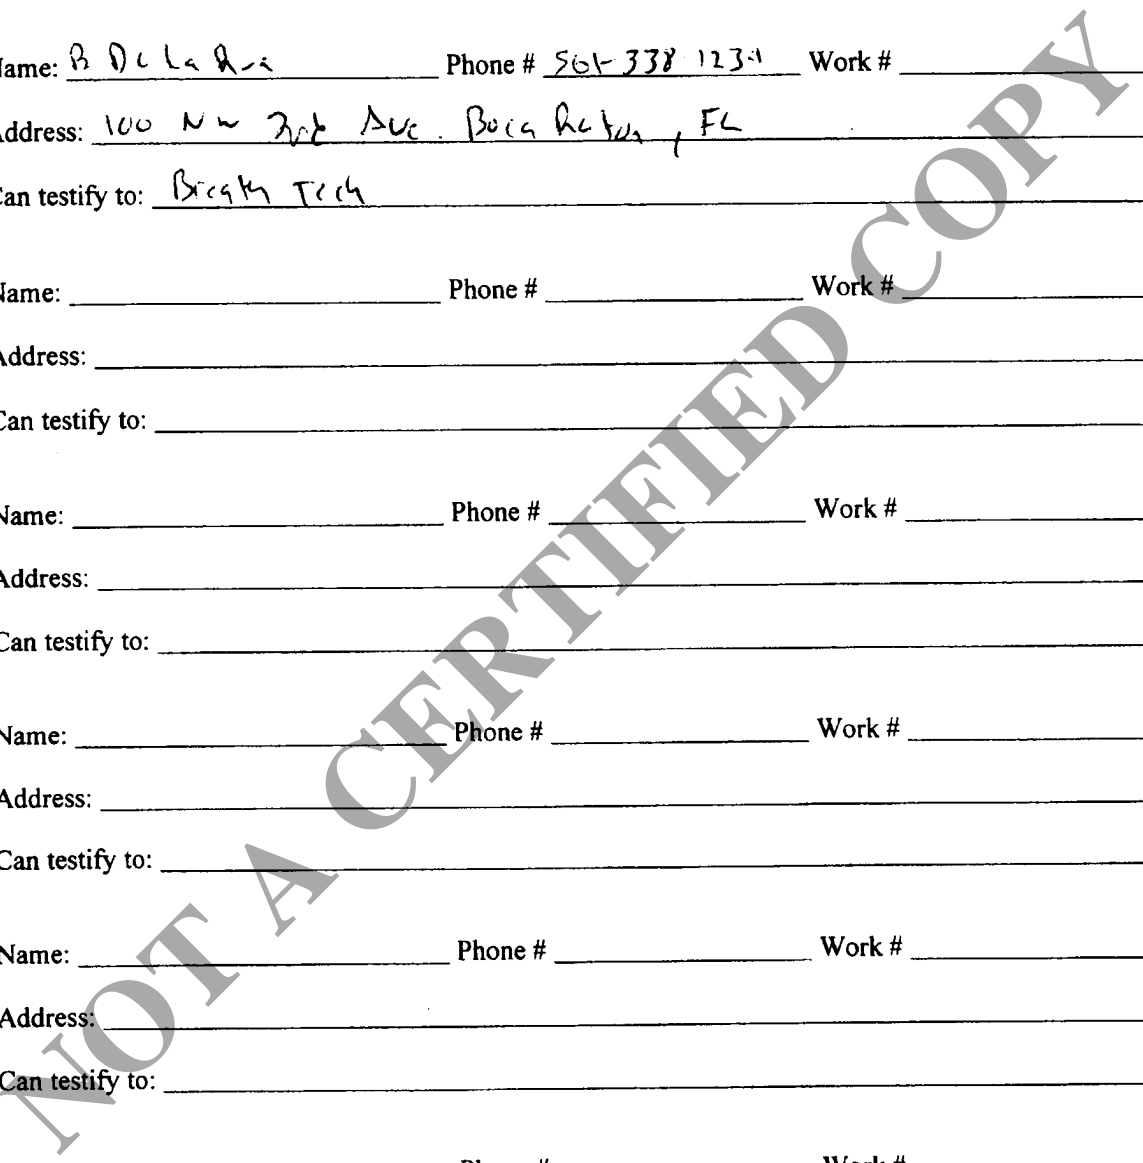 Name: B De La Rua Phone # 561-338 1234 Work #
Address: 100 NW 2nd Ave. Boca Raton, FL
Can testify to: Breath Tech
Name: Phone # Work #
Address:
Can testify to:
Name: Phone # Work #
Address:
Can testify to:
Name: Phone # Work #
Address:
Can testify to:
Name: Phone # Work #
Address:
Can testify to:
Phone # Work #
NOT A CERTIFIED COPY